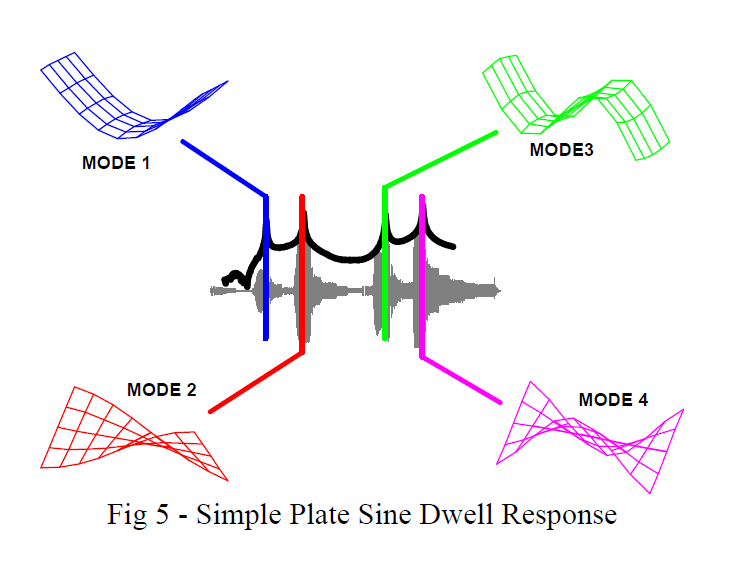 MODE 1
MODE3
MODE 2
MODE 4
Fig 5 - Simple Plate Sine Dwell Response